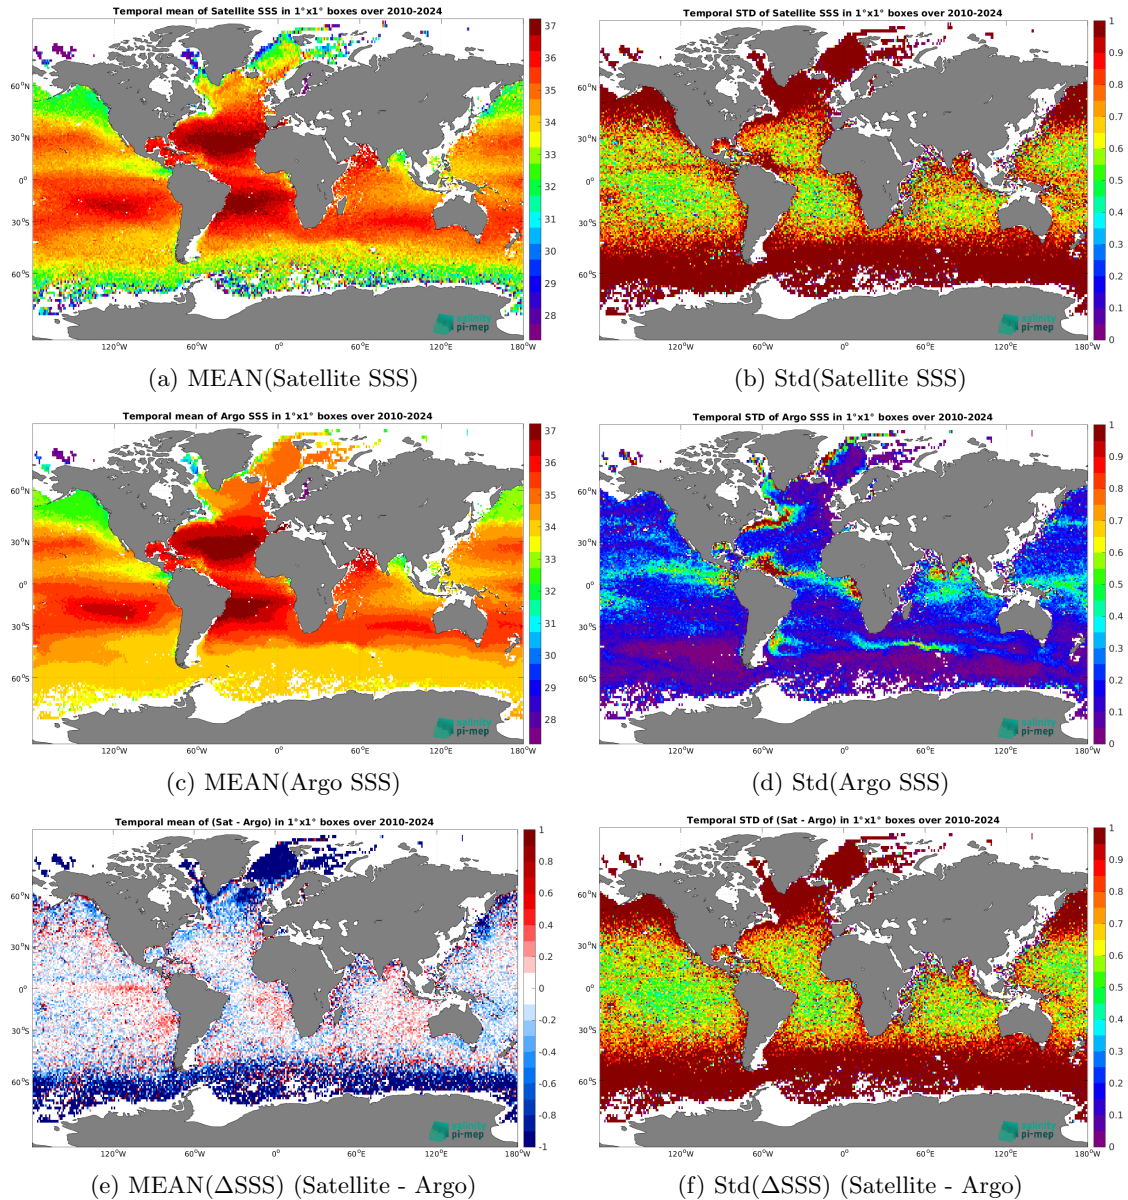 Temporal mean of Satellite SSS in 1°x1° boxes over 2010-2024
60°N
30°N
0°
30°S
60°S
120°W 60°W 0° 60°E 120°E 180°W
37
36
35
34
33
32
31
30
29
28
salinity
pi-mep
(a) MEAN(Satellite SSS)
Temporal STD of Satellite SSS in 1°x1° boxes over 2010-2024
60°N
30°N
0°
30°S
60°S
120°W 60°W 0° 60°E 120°E 180°W
1
0.9
0.8
0.7
0.6
0.5
0.4
0.3
0.2
0.1
0
salinity
pi-mep
(b) Std(Satellite SSS)
Temporal mean of Argo SSS in 1°x1° boxes over 2010-2024
60°N
30°N
0°
30°S
60°S
120°W 60°W 0° 60°E 120°E 180°W
37
36
35
34
33
32
31
30
29
28
salinity
pi-mep
(c) MEAN(Argo SSS)
Temporal STD of Argo SSS in 1°x1° boxes over 2010-2024
60°N
30°N
0°
30°S
60°S
120°W 60°W 0° 60°E 120°E 180°W
1
0.9
0.8
0.7
0.6
0.5
0.4
0.3
0.2
0.1
0
salinity
pi-mep
(d) Std(Argo SSS)
Temporal mean of (Sat - Argo) in 1°x1° boxes over 2010-2024
60°N
30°N
0°
30°S
60°S
120°W 60°W 0° 60°E 120°E 180°W
1
0.8
0.6
0.4
0.2
0
-0.2
-0.4
-0.6
-0.8
-1
salinity
pi-mep
(e) MEAN(ΔSSS) (Satellite - Argo)
Temporal STD of (Sat - Argo) in 1°x1° boxes over 2010-2024
60°N
30°N
0°
30°S
60°S
120°W 60°W 0° 60°E 120°E 180°W
1
0.9
0.8
0.7
0.6
0.5
0.4
0.3
0.2
0.1
0
salinity
pi-mep
(f) Std(ΔSSS) (Satellite - Argo)